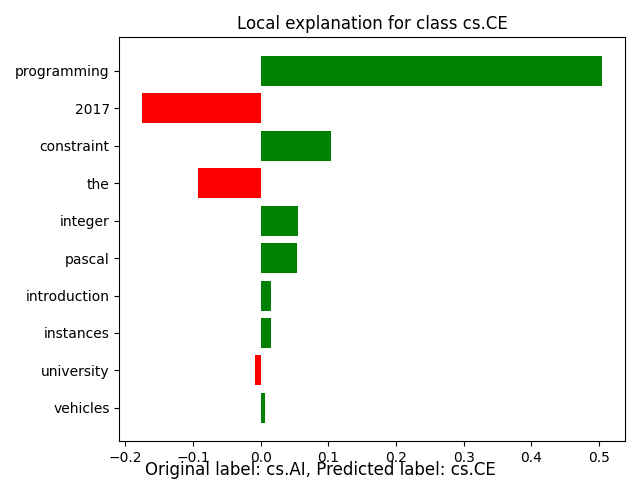 Local explanation for class cs.CE
programming
2017
constraint
the
integer
pascal
introduction
instances
university
vehicles
−0.2 −0.1 0.0 0.1 0.2 0.3 0.4 0.5
Original label: cs.AI, Predicted label: cs.CE